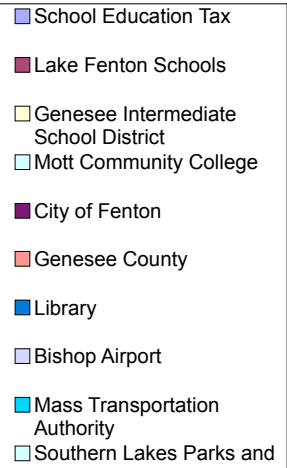 School Education Tax
Lake Fenton Schools
Genesee Intermediate
School District
Mott Community College
City of Fenton
Genesee County
Library
Bishop Airport
Mass Transportation
Authority
Southern Lakes Parks and